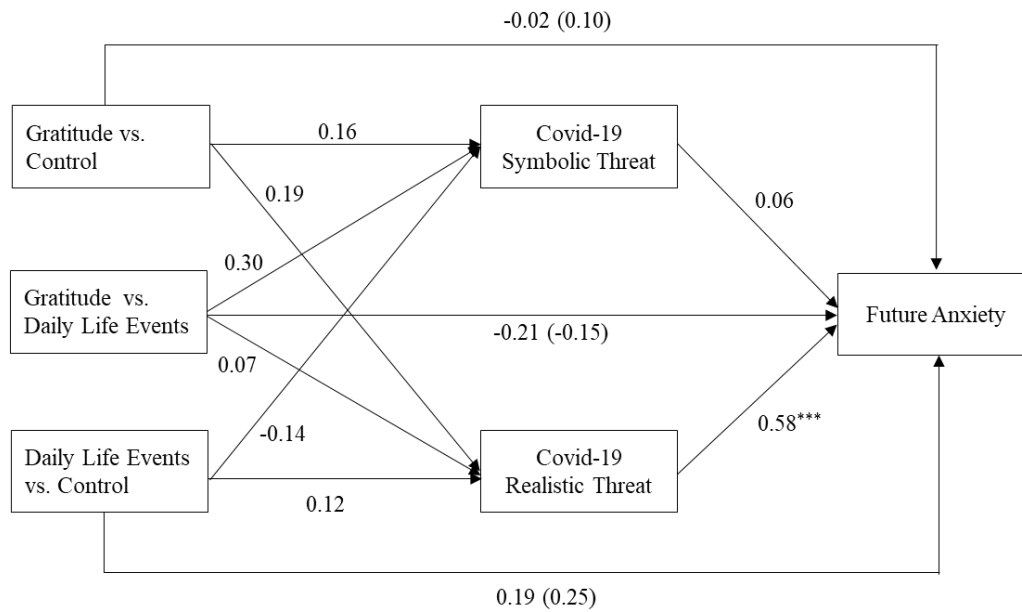 -0.02 (0.10)
Gratitude vs.
Control
0.16
Covid-19
Symbolic Threat
0.19
0.06
0.30
Gratitude vs.
Daily Life Events
Future Anxiety
-0.21 (-0.15)
0.07
-0.14
0.58***
Daily Life Events
vs. Control
Covid-19
Realistic Threat
0.12
0.19 (0.25)